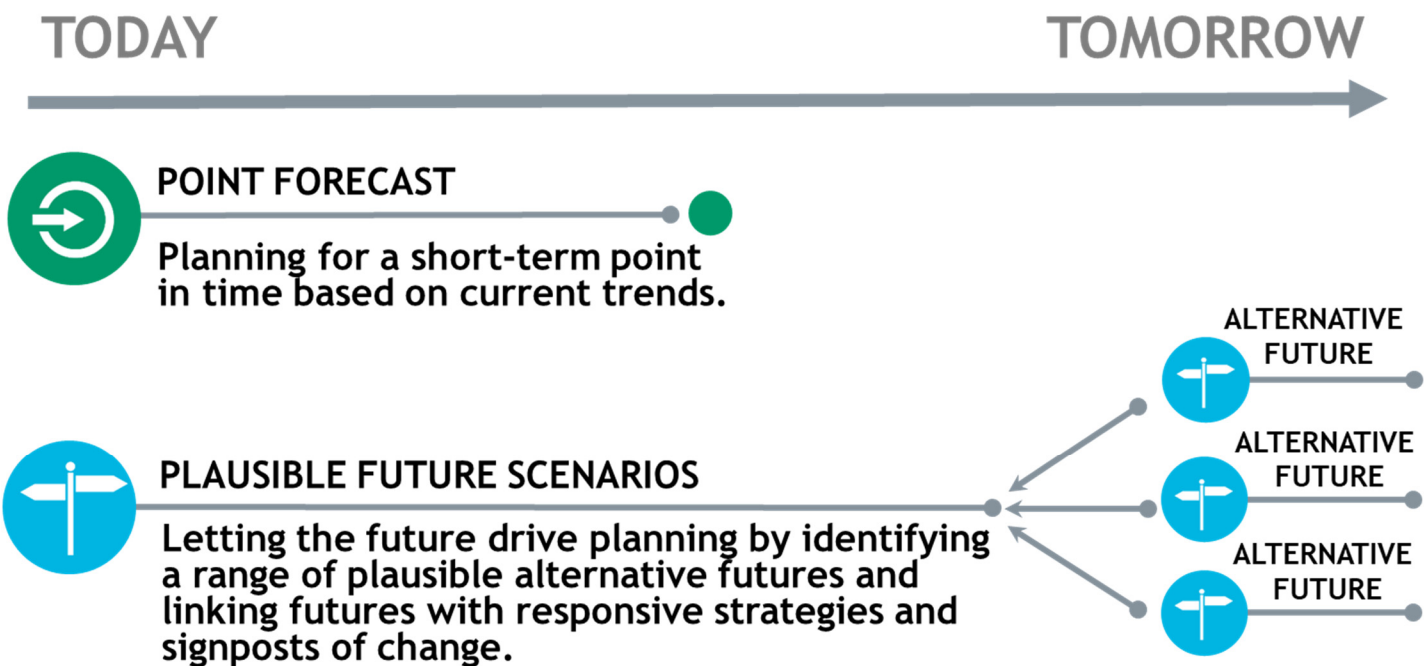 TODAY
TOMORROW
POINT FORECAST
Planning for a short-term point
in time based on current trends.
PLAUSIBLE FUTURE SCENARIOS
Letting the future drive planning by identifying
a range of plausible alternative futures and
linking futures with responsive strategies and
signposts of change.
ALTERNATIVE
FUTURE
ALTERNATIVE
FUTURE
ALTERNATIVE
FUTURE